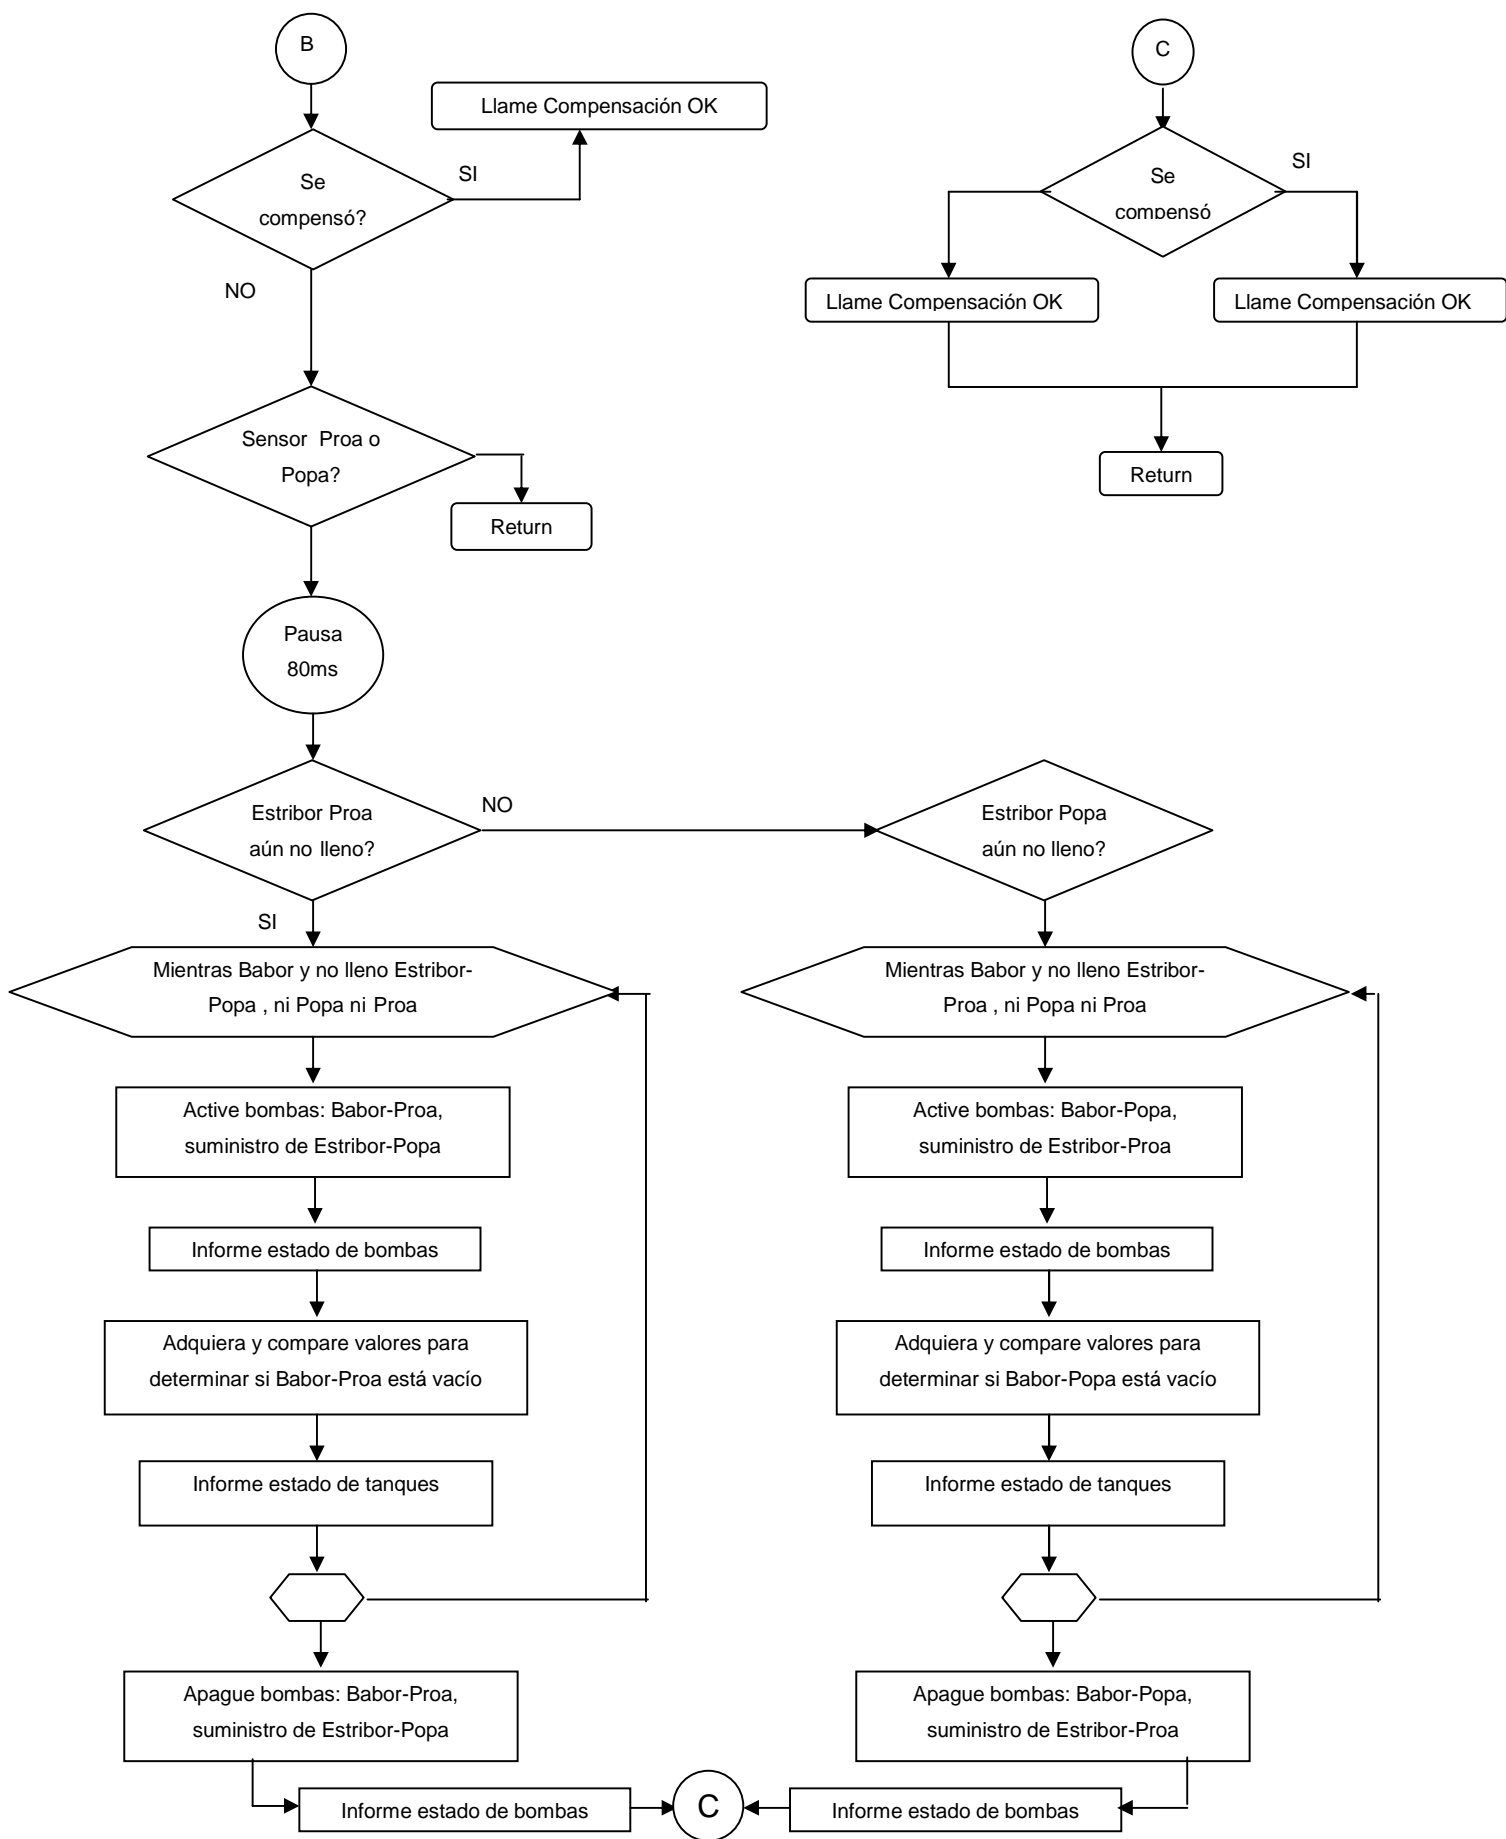 B
Llame Compensación OK
Se
compensó?
SI
NO
Sensor Proa o
Popa?
Return
Pausa
80ms
Estribor Proa
aún no lleno?
NO
SI
Estribor Popa
aún no lleno?
Mientras Babor y no lleno Estribor-
Popa , ni Popa ni Proa
Active bombas: Babor-Proa,
suministro de Estribor-Popa
Informe estado de bombas
Adquiera y compare valores para
determinar si Babor-Proa está vacío
Informe estado de tanques
Apague bombas: Babor-Proa,
suministro de Estribor-Popa
Informe estado de bombas
Mientras Babor y no lleno Estribor-
Proa , ni Popa ni Proa
Active bombas: Babor-Popa,
suministro de Estribor-Proa
Informe estado de bombas
Adquiera y compare valores para
determinar si Babor-Popa está vacío
Informe estado de tanques
Apague bombas: Babor-Popa,
suministro de Estribor-Proa
Informe estado de bombas
C
C
Se
compensó
SI
Llame Compensación OK
Llame Compensación OK
Return